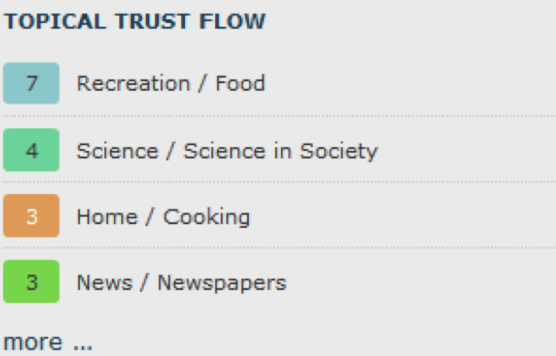 TOPICAL TRUST FLOW
7 Recreation / Food
4 Science / Science in Society
3 Home / Cooking
3 News / Newspapers
more ...